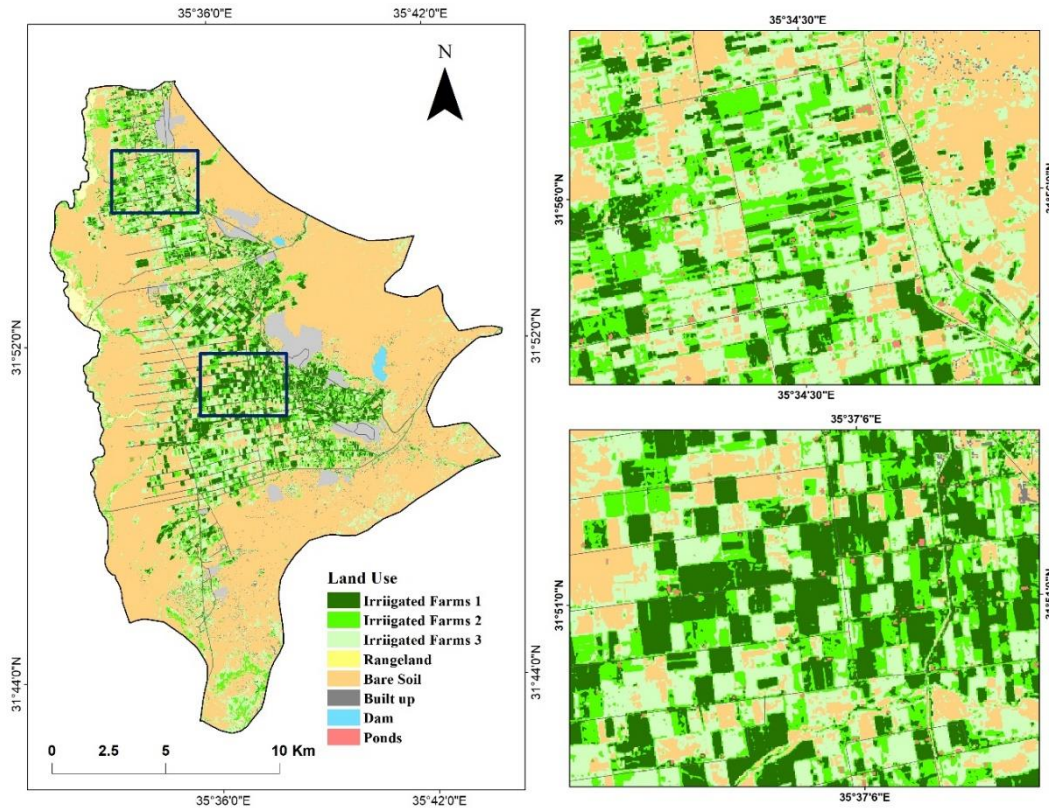 35°36'0"E
35°42'0"E
N
31°52'0"N
31°52'0"N
31°44'0"N
31°44'0"N
Land Use
Irriigated Farms 1
Irriigated Farms 2
Irriigated Farms 3
Rangeland
Bare Soil
Built up
Dam
Ponds
0 2.5 5 10 Km
35°36'0"E
35°42'0"E
35°34'30"E
31°56'0"N
35°34'30"E
35°37'6"E
31°51'0"N
35°37'6"E